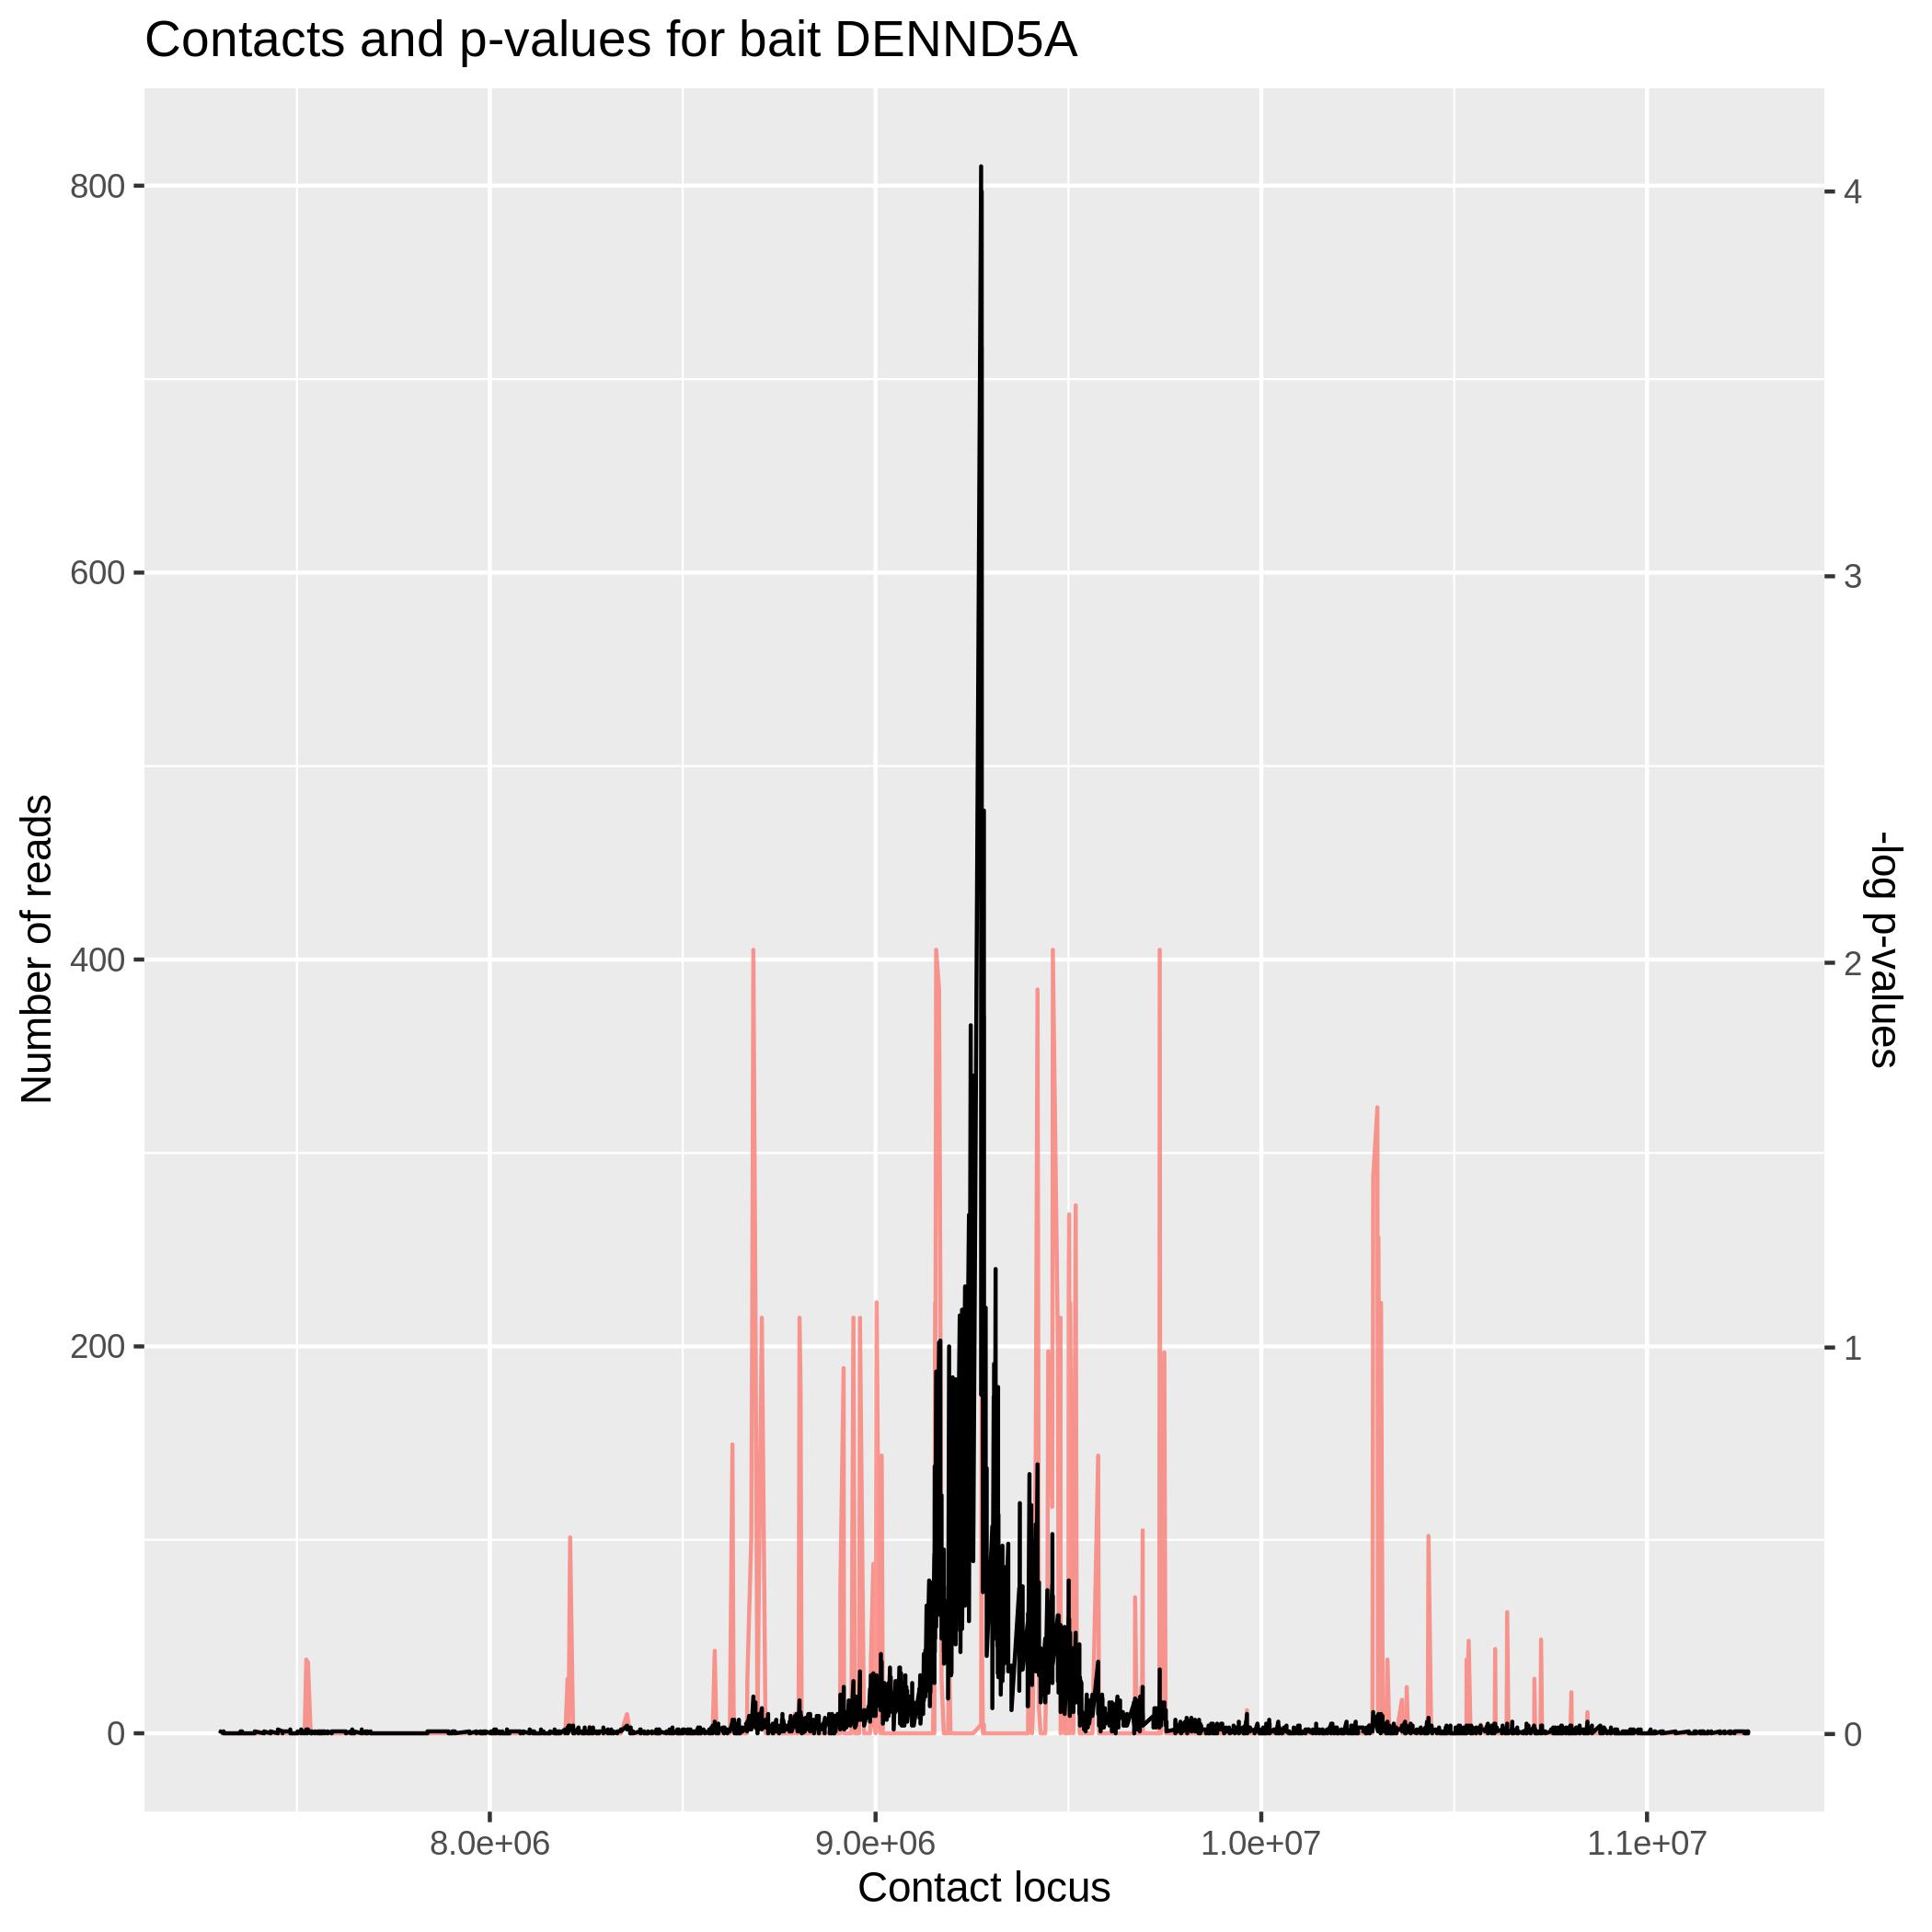 Contacts and p-values for bait DENND5A
800
600
400
200
0
Number of reads
4
3
2
1
0
-log p-values
8.0e+06
9.0e+06
1.0e+07
1.1e+07
Contact locus